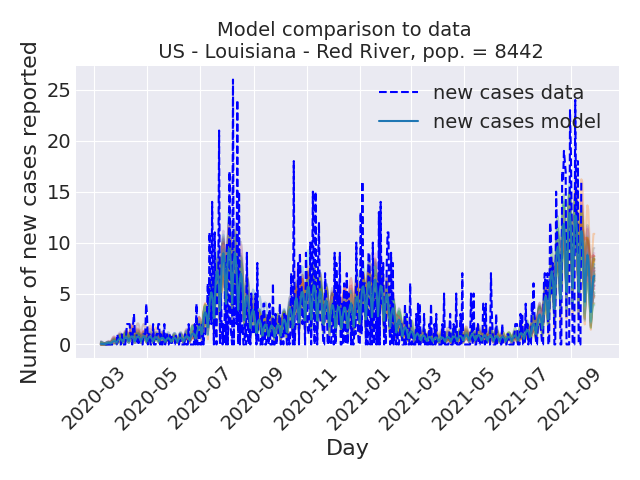 Model comparison to data
US - Louisiana - Red River, pop. = 8442
new cases data
new cases model
Number of new cases reported
25
20
15
10
5
0
2020-03
2020-05
2020-07
2020-09
2020-11
2021-01
2021-03
2021-05
2021-07
2021-09
Day